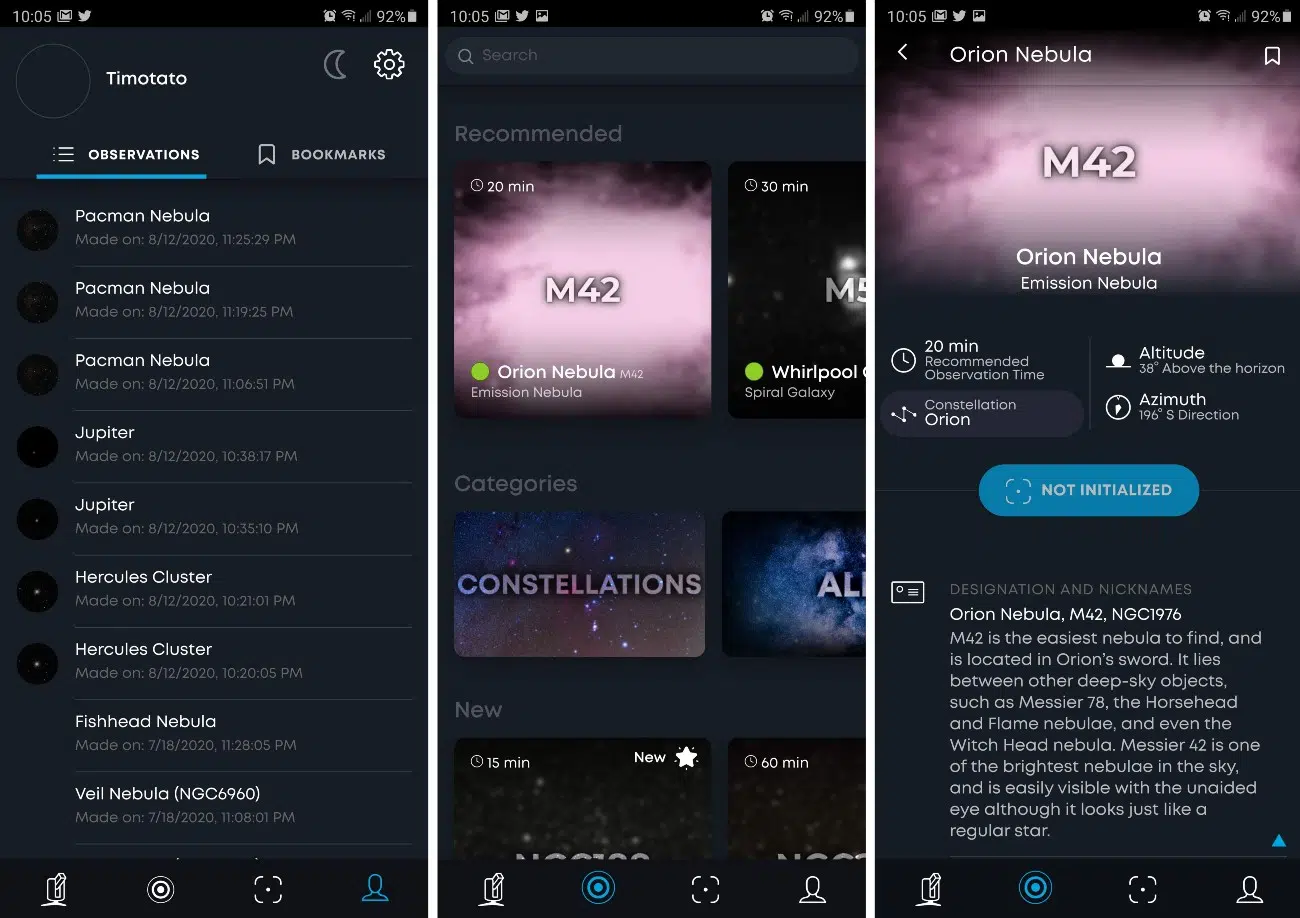 10:05
92%
Timotato
OBSERVATIONS
BOOKMARKS
Pacman Nebula
Made on: 8/12/2020, 11:25:29 PM
Pacman Nebula
Made on: 8/12/2020, 11:19:25 PM
Pacman Nebula
Made on: 8/12/2020, 11:06:51 PM
Jupiter
Made on: 8/12/2020, 10:38:17 PM
Jupiter
Made on: 8/12/2020, 10:35:10 PM
Hercules Cluster
Made on: 8/12/2020, 10:21:01 PM
Hercules Cluster
Made on: 8/12/2020, 10:20:05 PM
Fishhead Nebula
Made on: 7/18/2020, 11:28:05 PM
Veil Nebula (NGC6960)
Made on: 7/18/2020, 11:08:01 PM
10:05
92%
Search
Recommended
20 min
M42
Orion Nebula M42
Emission Nebula
30 min
M5
Whirlpool
Spiral Galaxy
Categories
CONSTELLATIONS
AL
New
15 min
New
60 min
10:05
92%
Orion Nebula
M42
Orion Nebula
Emission Nebula
20 min
Recommended
Observation Time
Constellation
Orion
Altitude
38° Above the horizon
Azimuth
196° S Direction
NOT INITIALIZED
DESIGNATION AND NICKNAMES
Orion Nebula, M42, NGC1976
M42 is the easiest nebula to find, and
is located in Orion's sword. It lies
between other deep-sky objects,
such as Messier 78, the Horsehead
and Flame nebulae, and even the
Witch Head nebula. Messier 42 is one
of the brightest nebulae in the sky,
and is easily visible with the unaided
eye although it looks just like a
regular star.